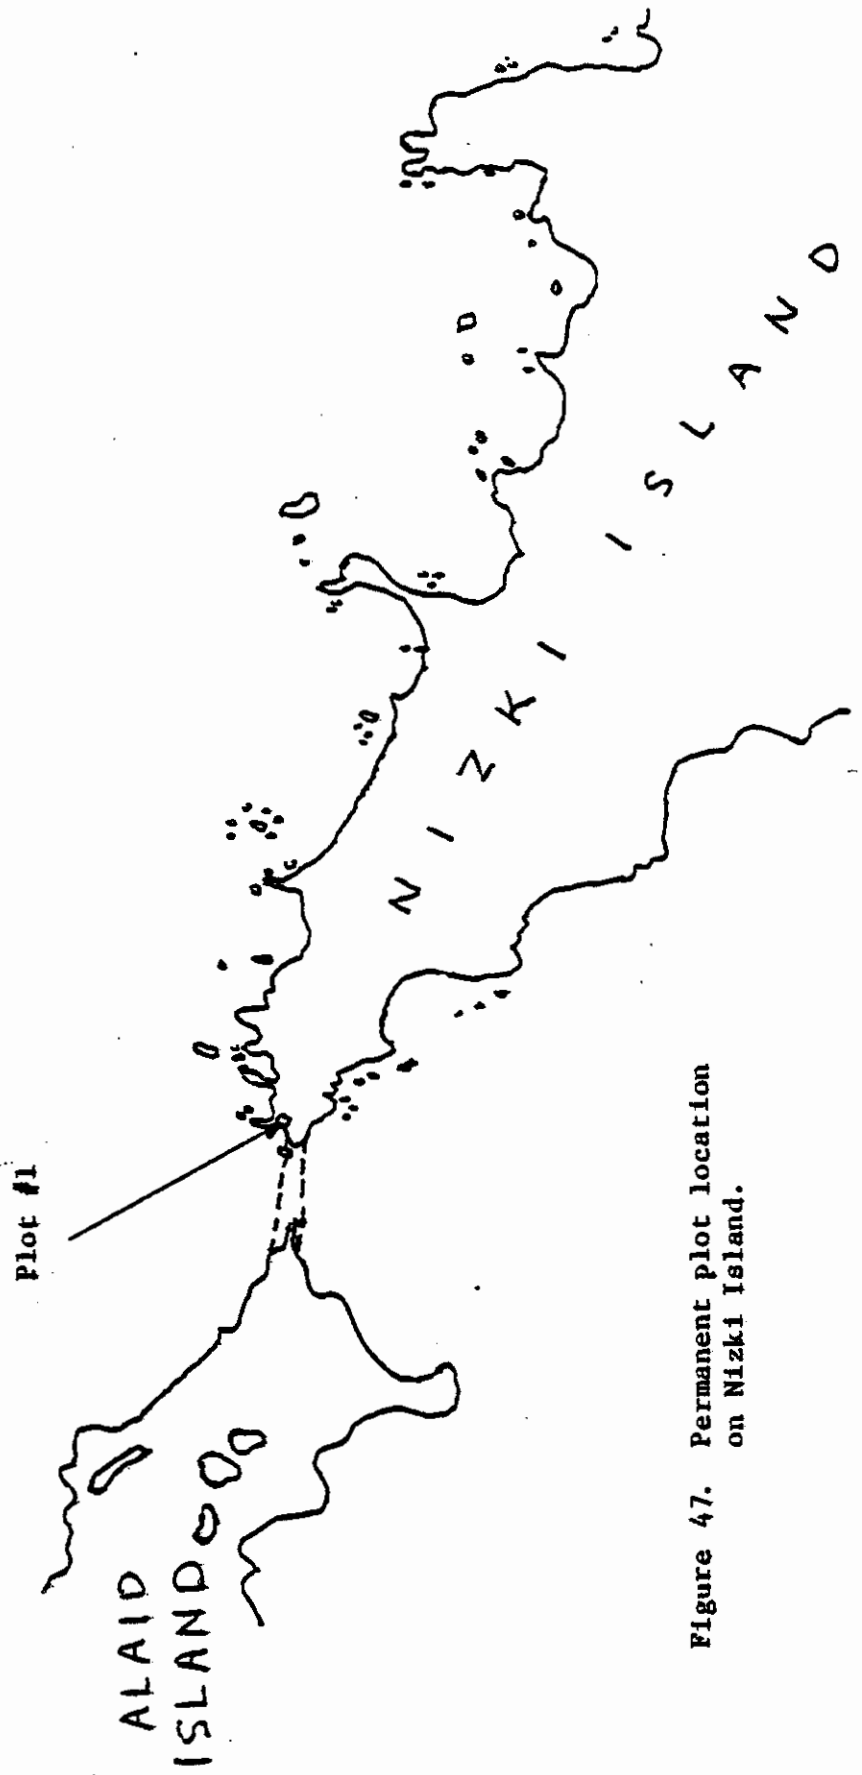 Plot #1
ALAID
ISLAND
NIZKI ISLAND
Figure 47. Permanent plot location
on Nizki Island.